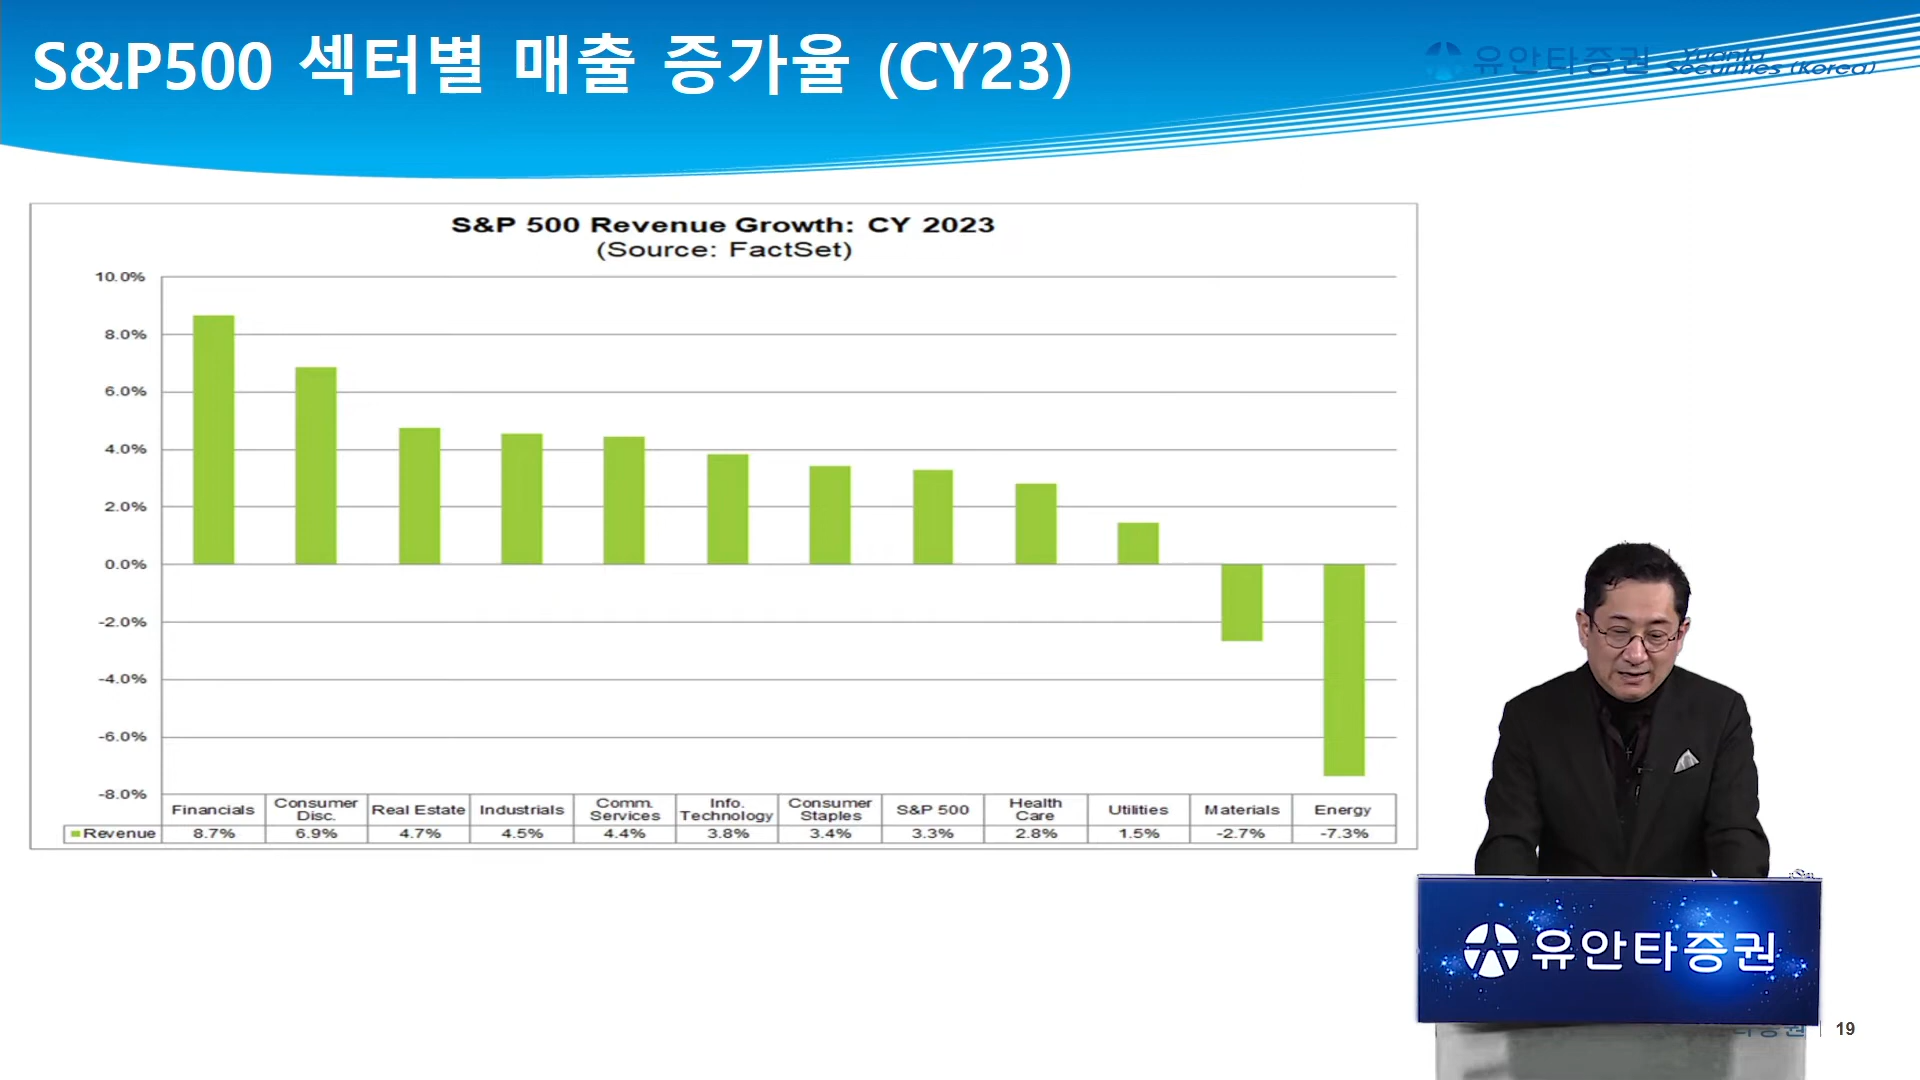 S&P500 섹터별 매출 증가율 (CY23)
유안타증권 Yuanta Securities (Korea)
S&P 500 Revenue Growth: CY 2023
(Source: FactSet)
10.0%
8.0%
6.0%
4.0%
2.0%
0.0%
-2.0%
-4.0%
-6.0%
-8.0%
Financials Consumer Disc. Real Estate Industrials Comm. Services Info. Technology Consumer Staples S&P 500 Health Care Utilities Materials Energy
Revenue 8.7% 6.9% 4.7% 4.5% 4.4% 3.8% 3.4% 3.3% 2.8% 1.5% -2.7% -7.3%
유안타증권
19